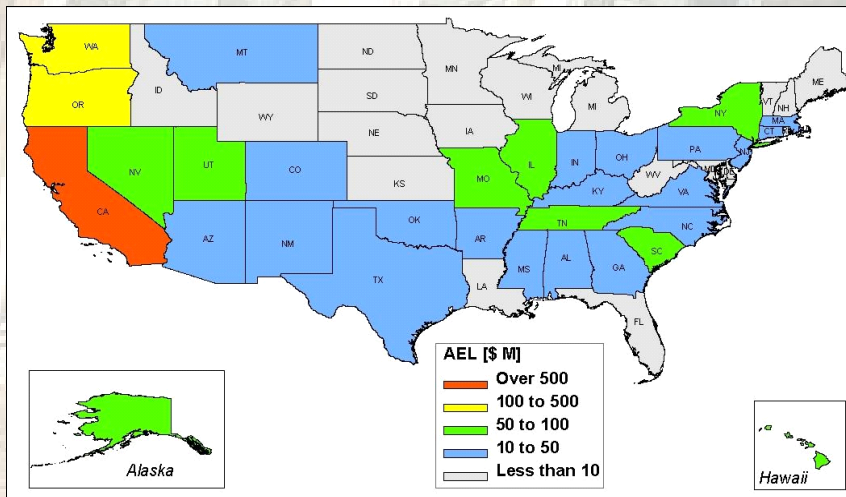 WA
MT
ND
MN
ME
OR
ID
SD
WI
MI
VT
NH
NY
WY
MI
MA
CT
IA
NE
PA
NJ
NV
UT
IL
IN
OH
CO
WV
VA
KS
MO
KY
CA
NC
TN
OK
AZ
NM
AR
SC
MS
AL
GA
TX
LA
FL
AEL [$ M]
Over 500
100 to 500
50 to 100
10 to 50
Less than 10
Alaska
Hawaii